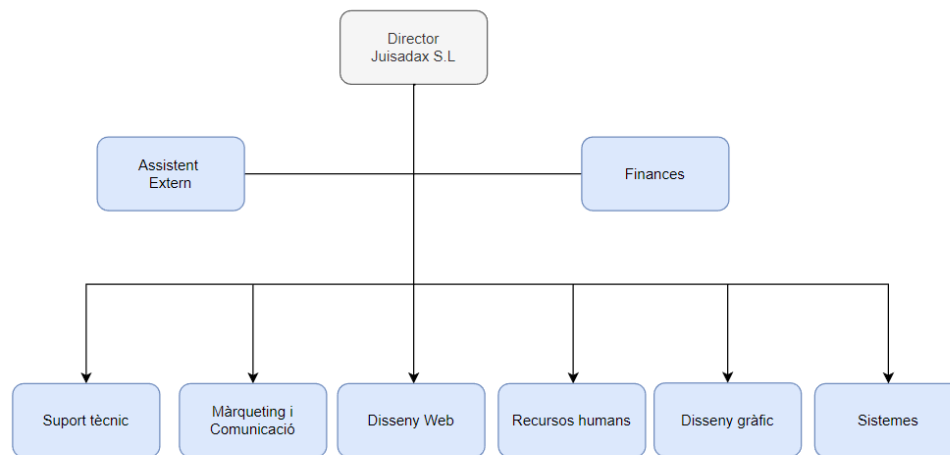 Director
Juisadax S.L
Assistent
Extern
Finances
Suport tècnic
Màrqueting i
Comunicació
Disseny Web
Recursos humans
Disseny gràfic
Sistemes